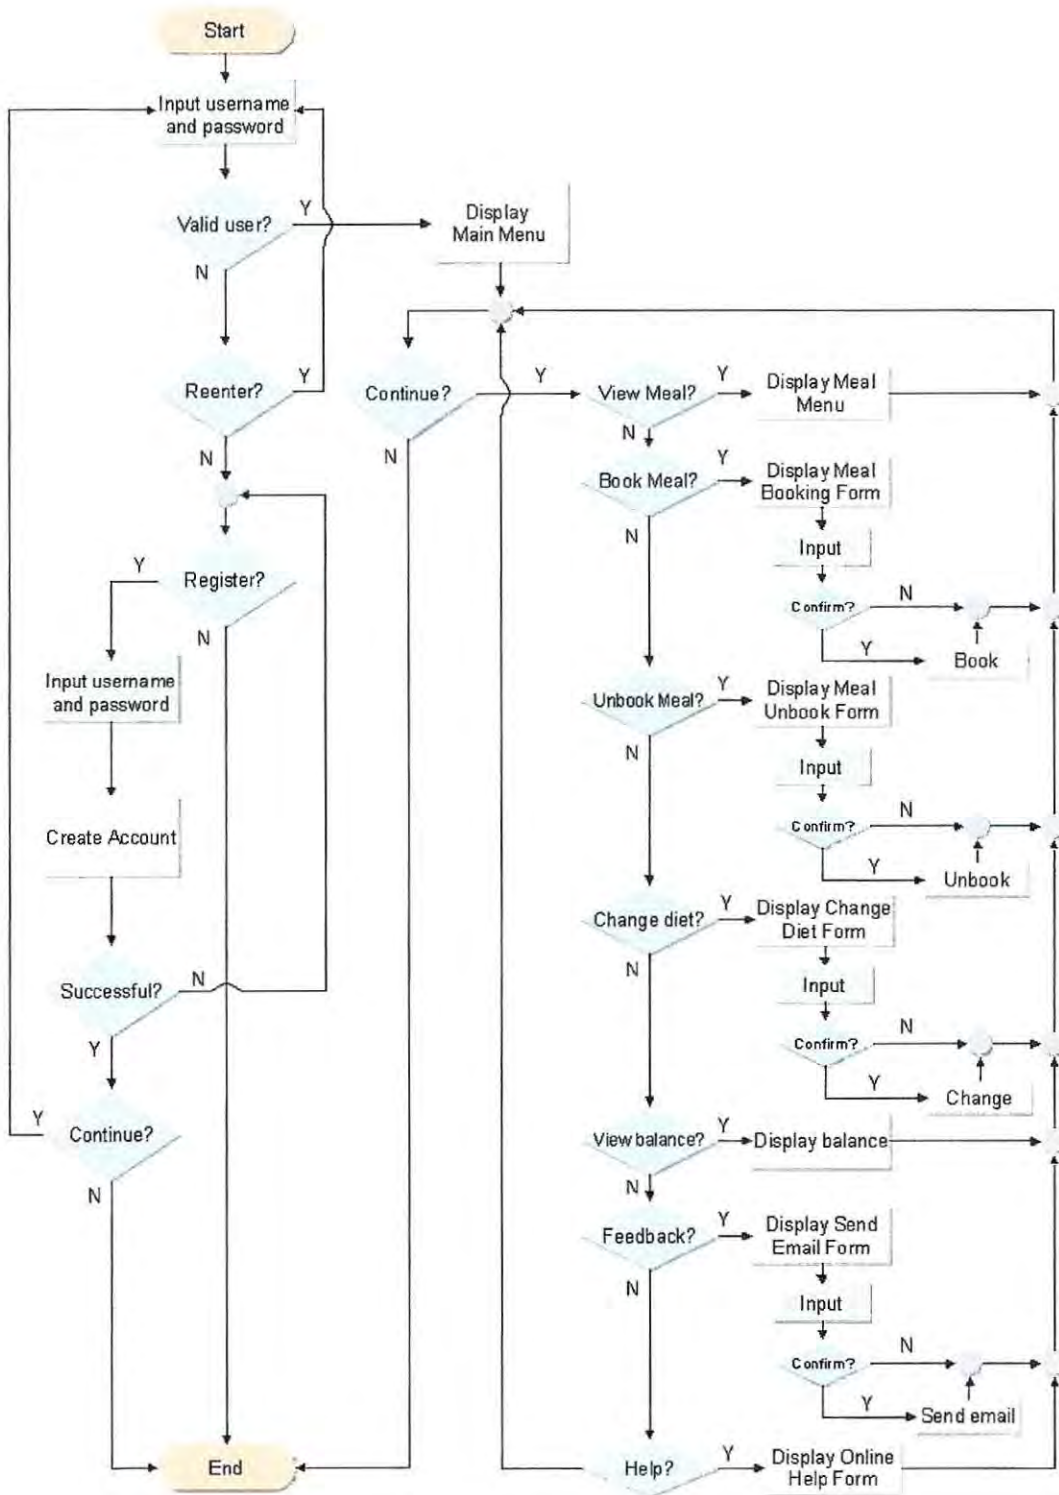 Start
Input username
and password
Valid user?
Y
N
Display
Main Menu
Reenter?
Y
N
Continue?
Y
N
View Meal?
Y
N
Display Meal
Menu
Book Meal?
Y
N
Display Meal
Booking Form
Input
Confirm?
N
Y
Book
Register?
Y
N
Input username
and password
Create Account
Successful?
N
Y
Continue?
Y
N
Unbook Meal?
Y
N
Display Meal
Unbook Form
Input
Confirm?
N
Y
Unbook
Change diet?
Y
N
Display Change
Diet Form
Input
Confirm?
N
Y
Change
View balance?
Y
N
Display balance
Feedback?
Y
N
Display Send
Email Form
Input
Confirm?
N
Y
Send email
Help?
Y
Display Online
Help Form
End